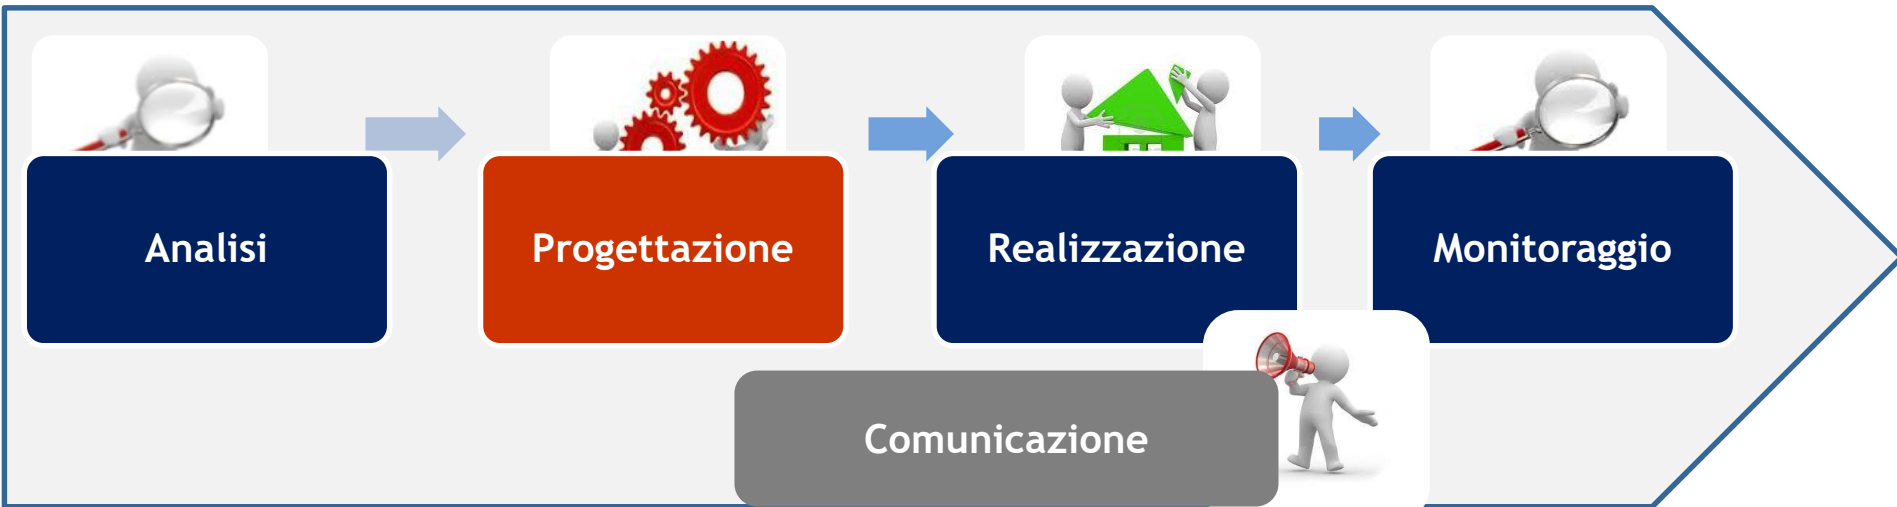 Analisi
Progettazione
Realizzazione
Monitoraggio
Comunicazione